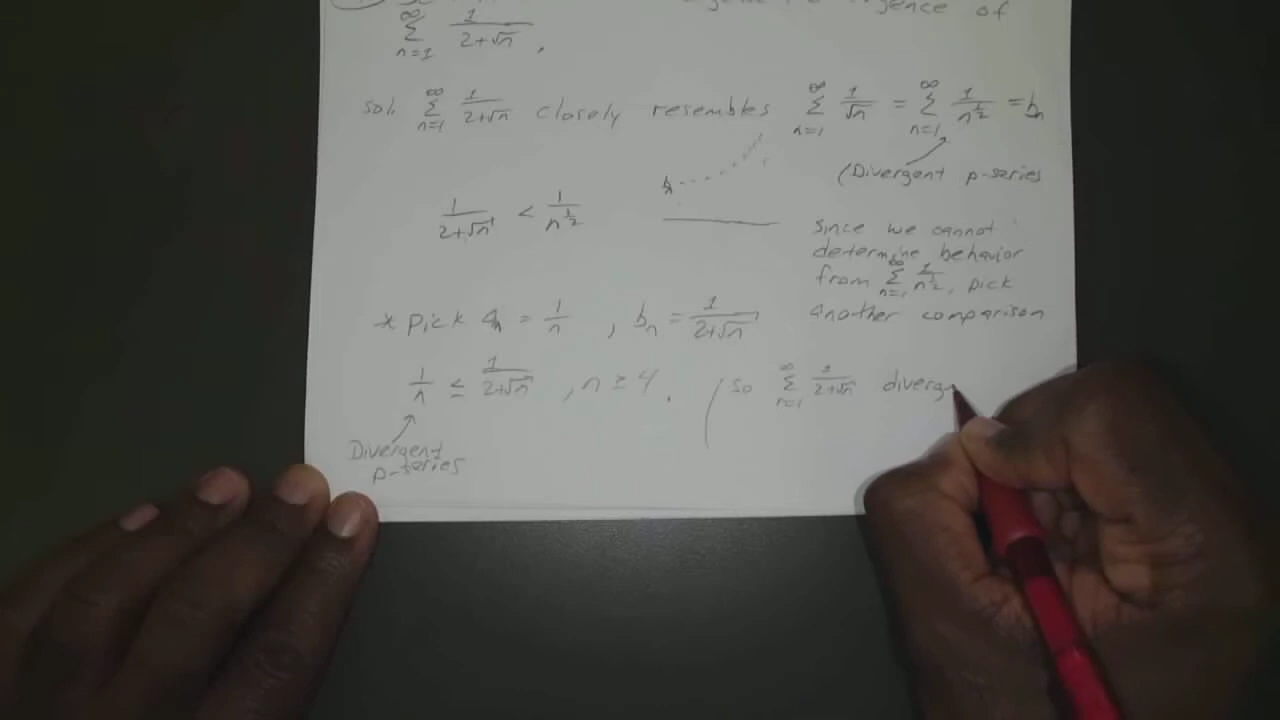 of
∞ Σ n=1 1/(2+√n) .
sol. ∞ Σ n=1 1/(2+√n) closely resembles ∞ Σ n=1 1/√n = ∞ Σ n=1 1/n^½ = bn
(Divergent p-series
1/(2+√n) < 1/n^½
since we cannot
determine behavior
from ∞ Σ n=1 1/n^½, pick
another comparison
* pick an = 1/n , bn = 1/(2+√n)
1/n ≤ 1/(2+√n) , n ≥ 4 .
so ∞ Σ n=1 1/(2+√n) diverg
Divergent
p-series